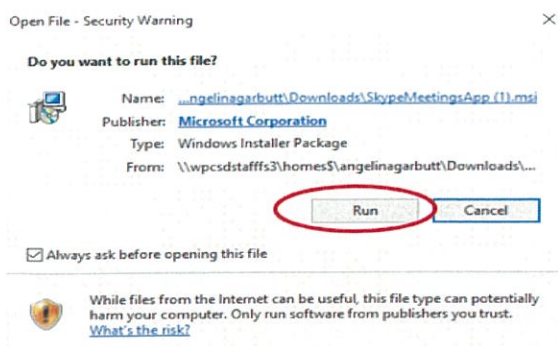 Open File - Security Warning
Do you want to run this file?
Name: ...ngelinagarbutt\Downloads\SkypeMeetingsApp (1).msi
Publisher: Microsoft Corporation
Type: Windows Installer Package
From: \\wpcsdstafffs3\homes$\angelinagarbutt\Downloads\...
Run Cancel
Always ask before opening this file
While files from the Internet can be useful, this file type can potentially
harm your computer. Only run software from publishers you trust.
What's the risk?